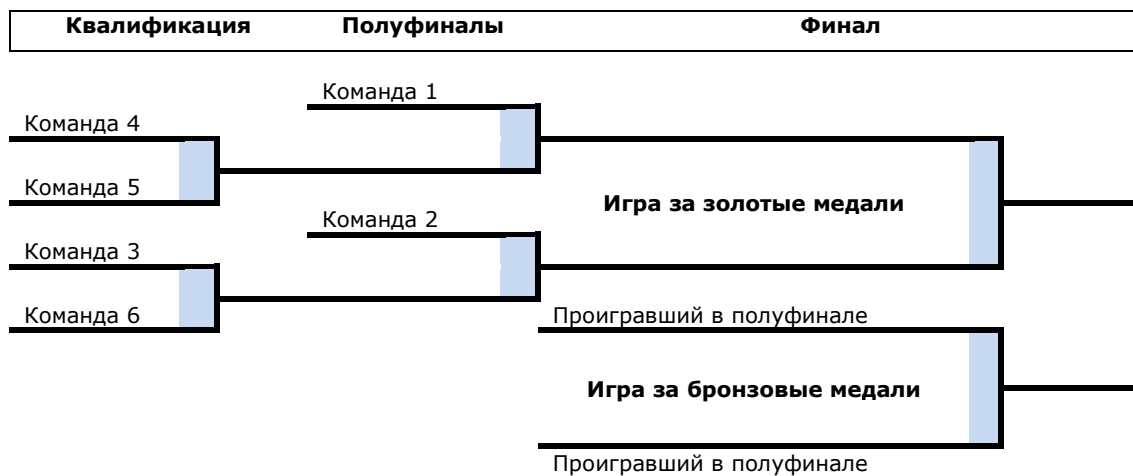 Квалификация Полуфиналы Финал
Команда 1
Команда 4
Команда 5
Игра за золотые медали
Команда 2
Команда 3
Команда 6
Проигравший в полуфинале
Игра за бронзовые медали
Проигравший в полуфинале